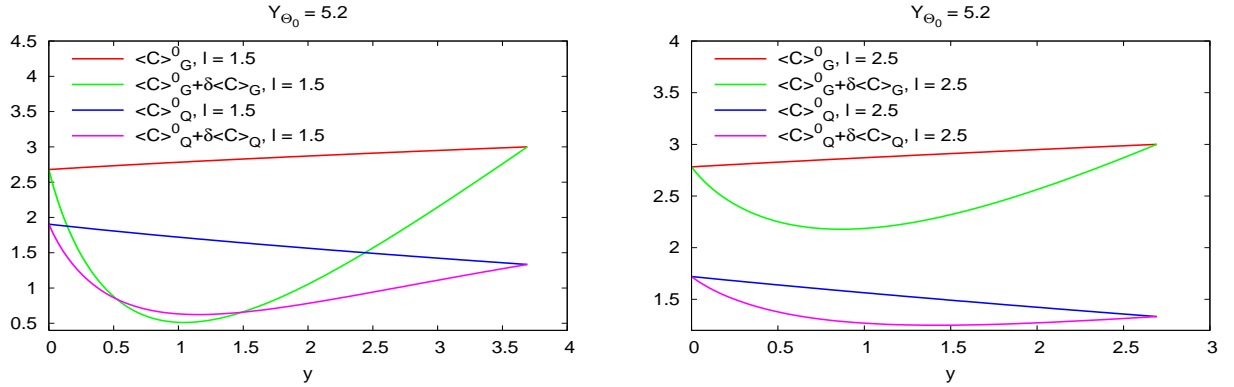 Y_Θ₀ = 5.2
4.5
4
3.5
3
2.5
2
1.5
1
0.5
<C>⁰_G, l = 1.5
<C>⁰_G+δ<C>_G, l = 1.5
<C>⁰_Q, l = 1.5
<C>⁰_Q+δ<C>_Q, l = 1.5
0 0.5 1 1.5 2 2.5 3 3.5 4
y
Y_Θ₀ = 5.2
4
3.5
3
2.5
2
1.5
<C>⁰_G, l = 2.5
<C>⁰_G+δ<C>_G, l = 2.5
<C>⁰_Q, l = 2.5
<C>⁰_Q+δ<C>_Q, l = 2.5
0 0.5 1 1.5 2 2.5 3
y